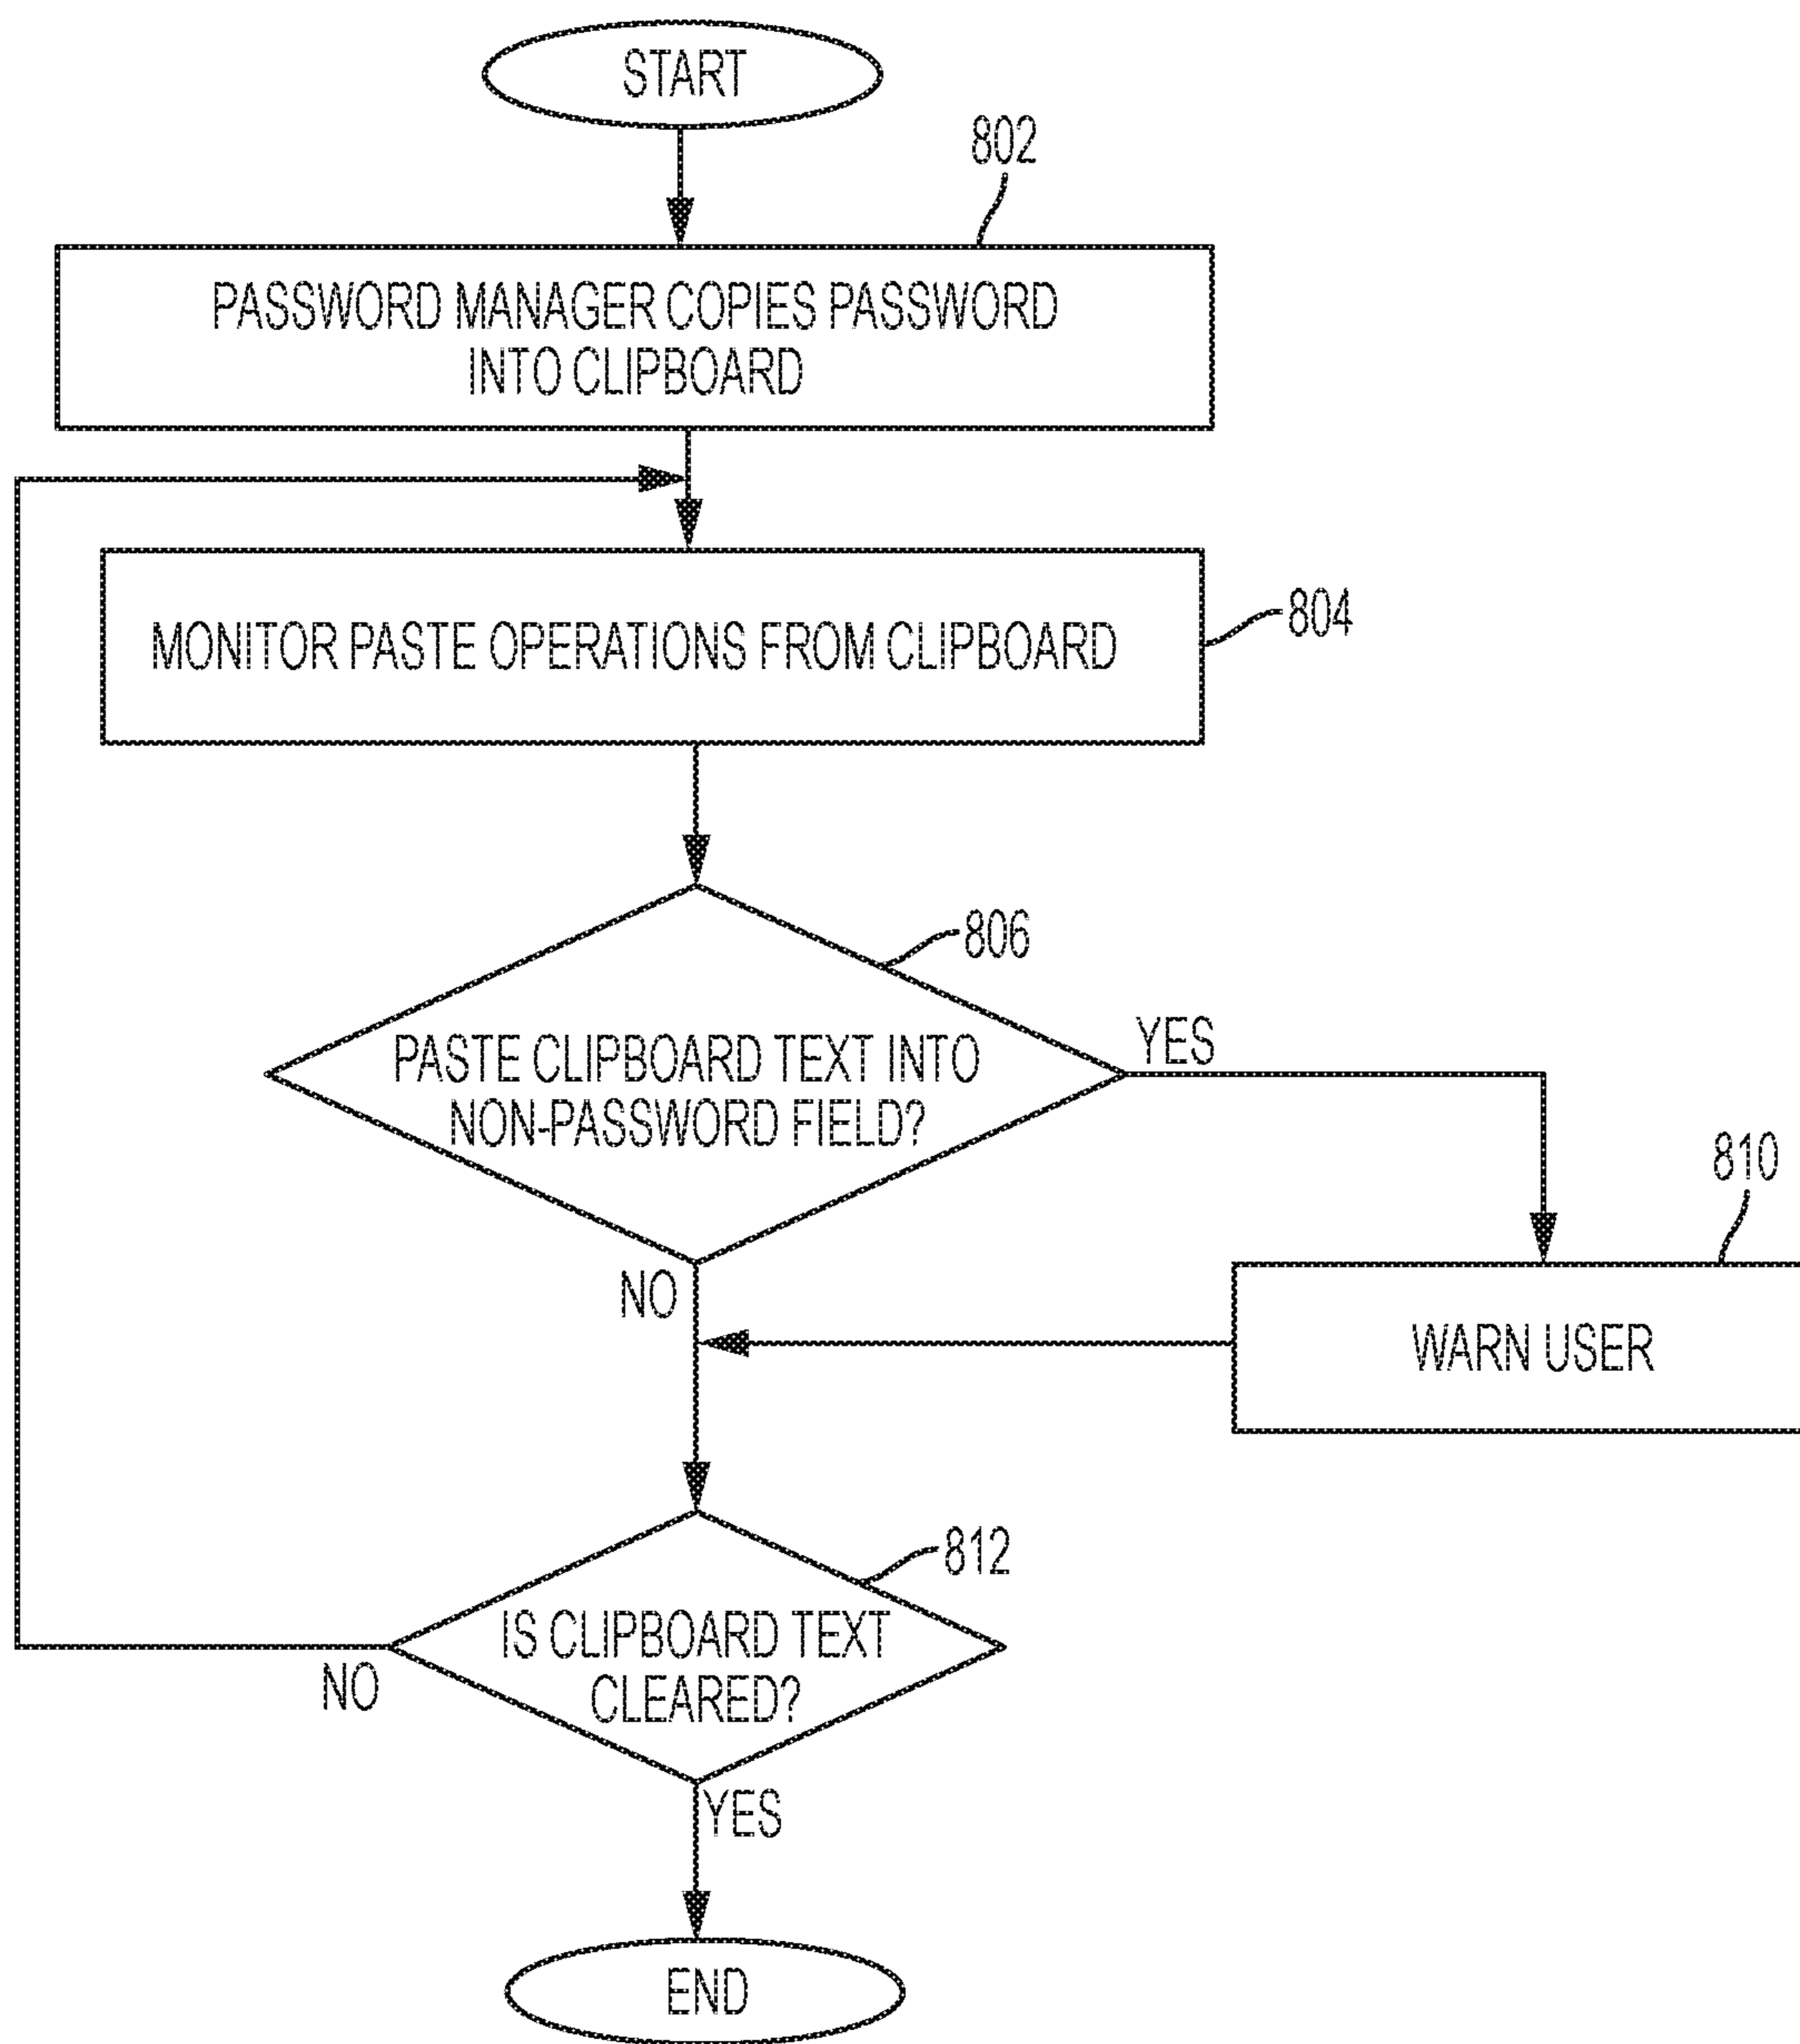 START
802
PASSWORD MANAGER COPIES PASSWORD
INTO CLIPBOARD
MONITOR PASTE OPERATIONS FROM CLIPBOARD
804
806
PASTE CLIPBOARD TEXT INTO
NON-PASSWORD FIELD?
YES
810
NO
WARN USER
812
IS CLIPBOARD TEXT
CLEARED?
NO
YES
END